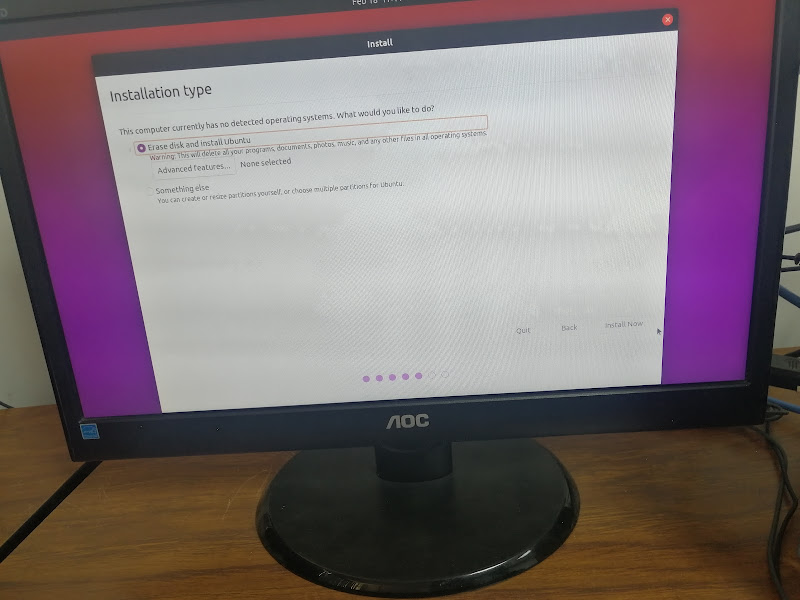 Feb 18
Install
Installation type
This computer currently has no detected operating systems. What would you like to do?
Erase disk and install Ubuntu
Warning: This will delete all your programs, documents, photos, music, and any other files in all operating systems.
Advanced features... None selected
Something else
You can create or resize partitions yourself, or choose multiple partitions for Ubuntu.
Quit Back Install Now
AOC